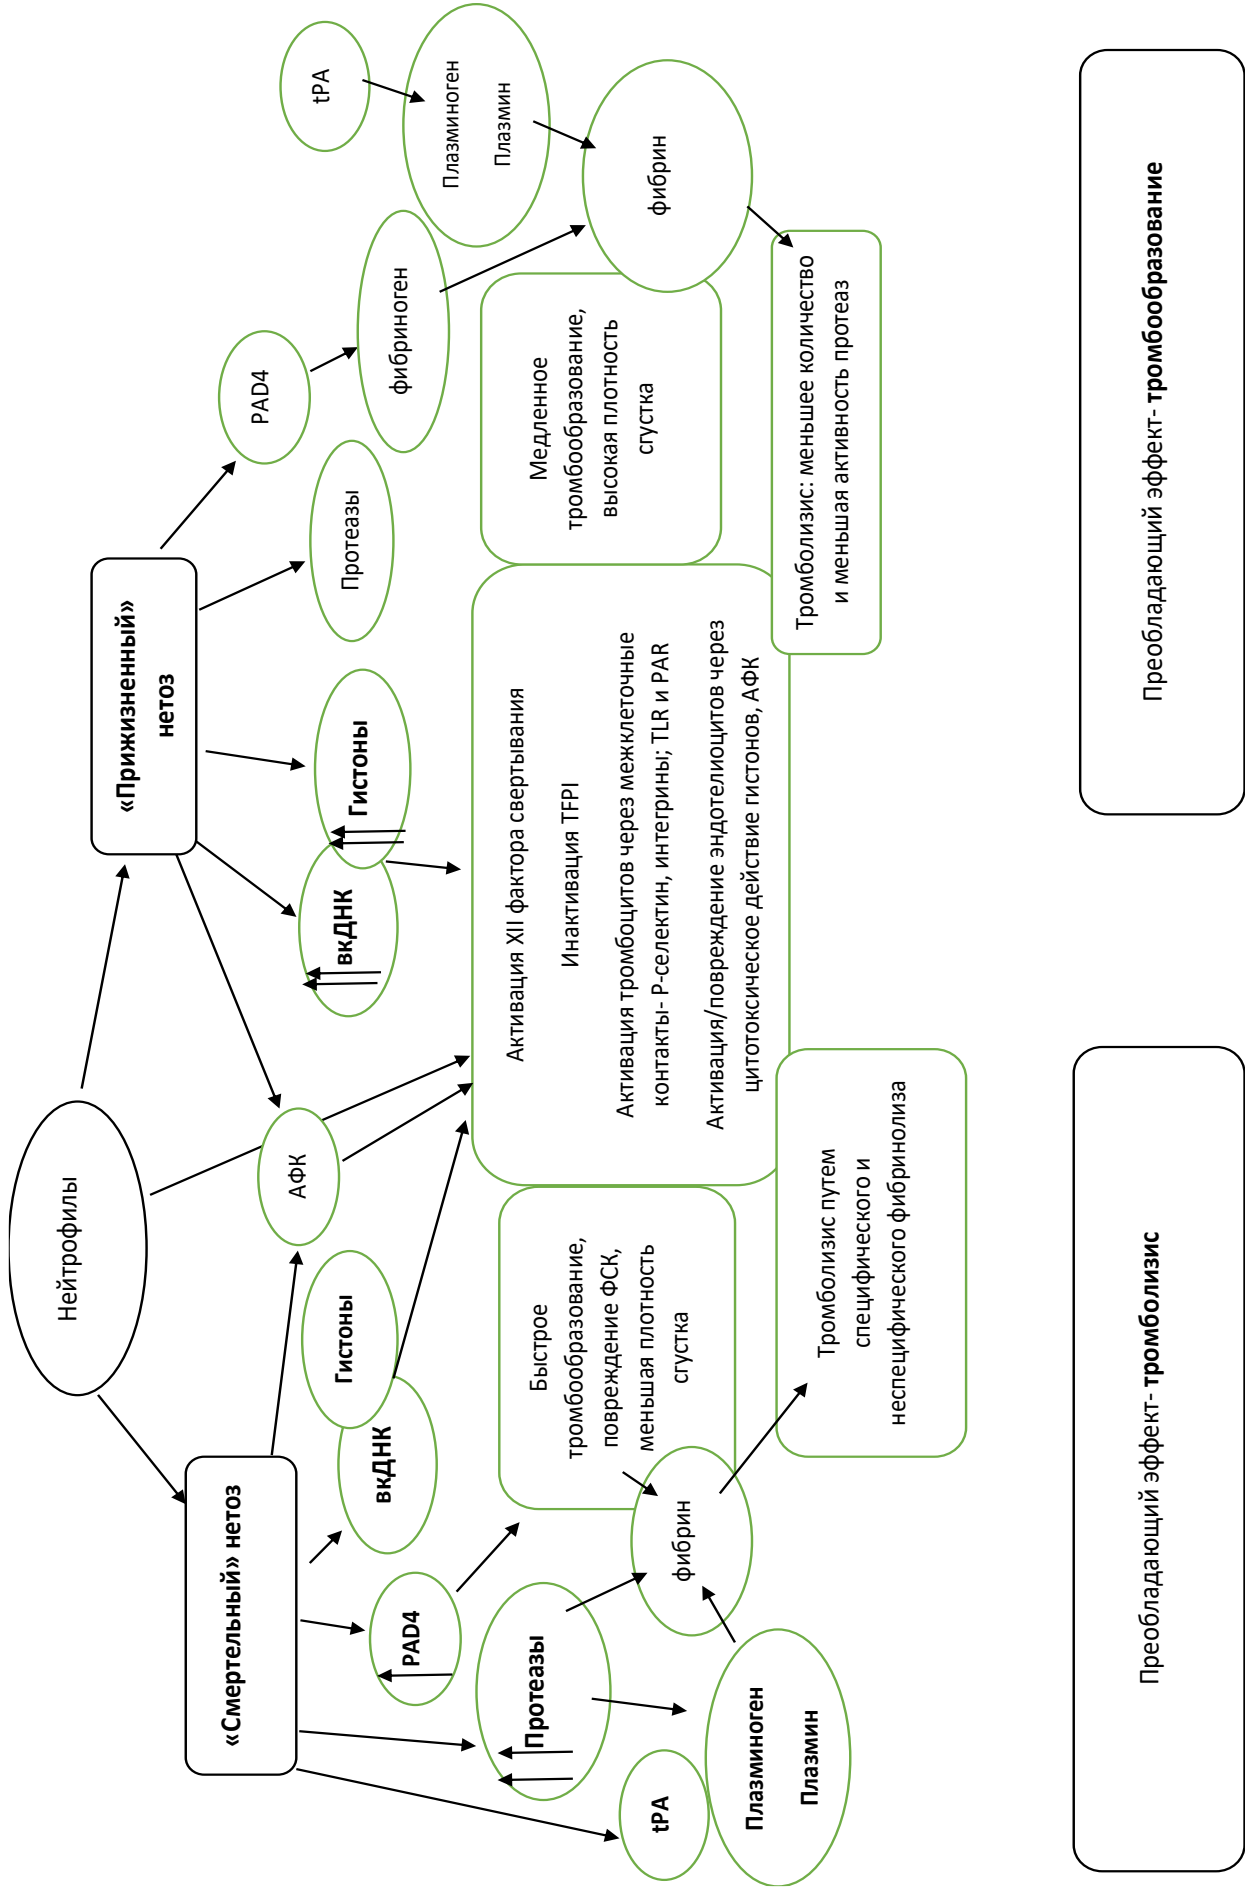 Нейтрофилы
«Смертельный» нетоз
«Прижизненный»
нетоз
tPA
Протеазы
PAD4
вкДНК
Гистоны
АФК
вкДНК
Гистоны
Протеазы
PAD4
фибриноген
tPA
Плазминоген
Плазмин
Плазминоген
Плазмин
фибрин
Быстрое
тромбообразование,
повреждение ФСК,
меньшая плотность
сгустка
Активация XII фактора свертывания
Инактивация TFPI
Активация тромбоцитов через межклеточные
контакты- Р-селектин, интегрины; TLR и PAR
Активация/повреждение эндотелиоцитов через
цитотоксическое действие гистонов, АФК
Медленное
тромбообразование,
высокая плотность
сгустка
фибрин
Тромболизис путем
специфического и
неспецифического фибринолиза
Тромболизис: меньшее количество
и меньшая активность протеаз
Преобладающий эффект- тромболизис
Преобладающий эффект- тромбообразование